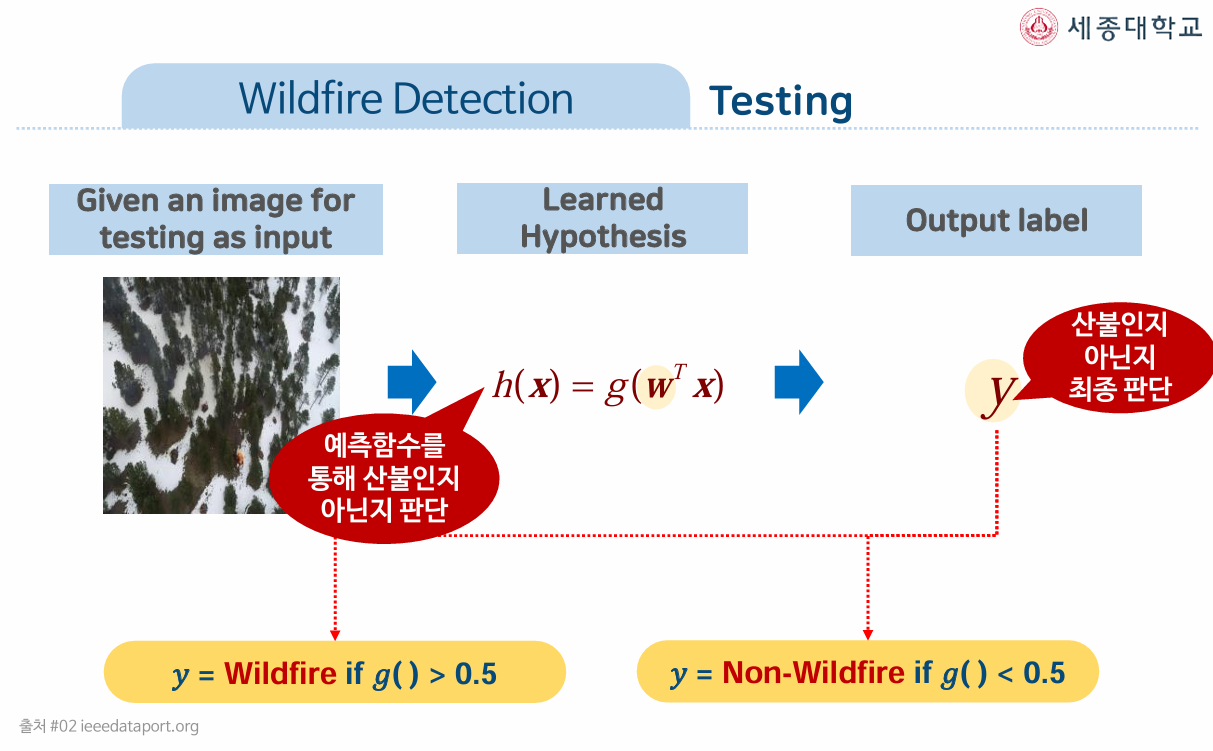 세종대학교
Wildfire Detection
Testing
Given an image for
testing as input
Learned
Hypothesis
Output label
h(x) = g(wᵀ x)
y
산불인지
아닌지
최종 판단
예측함수를
통해 산불인지
아닌지 판단
y = Wildfire if g( ) > 0.5
y = Non-Wildfire if g( ) < 0.5
출처 #02 ieeedataport.org